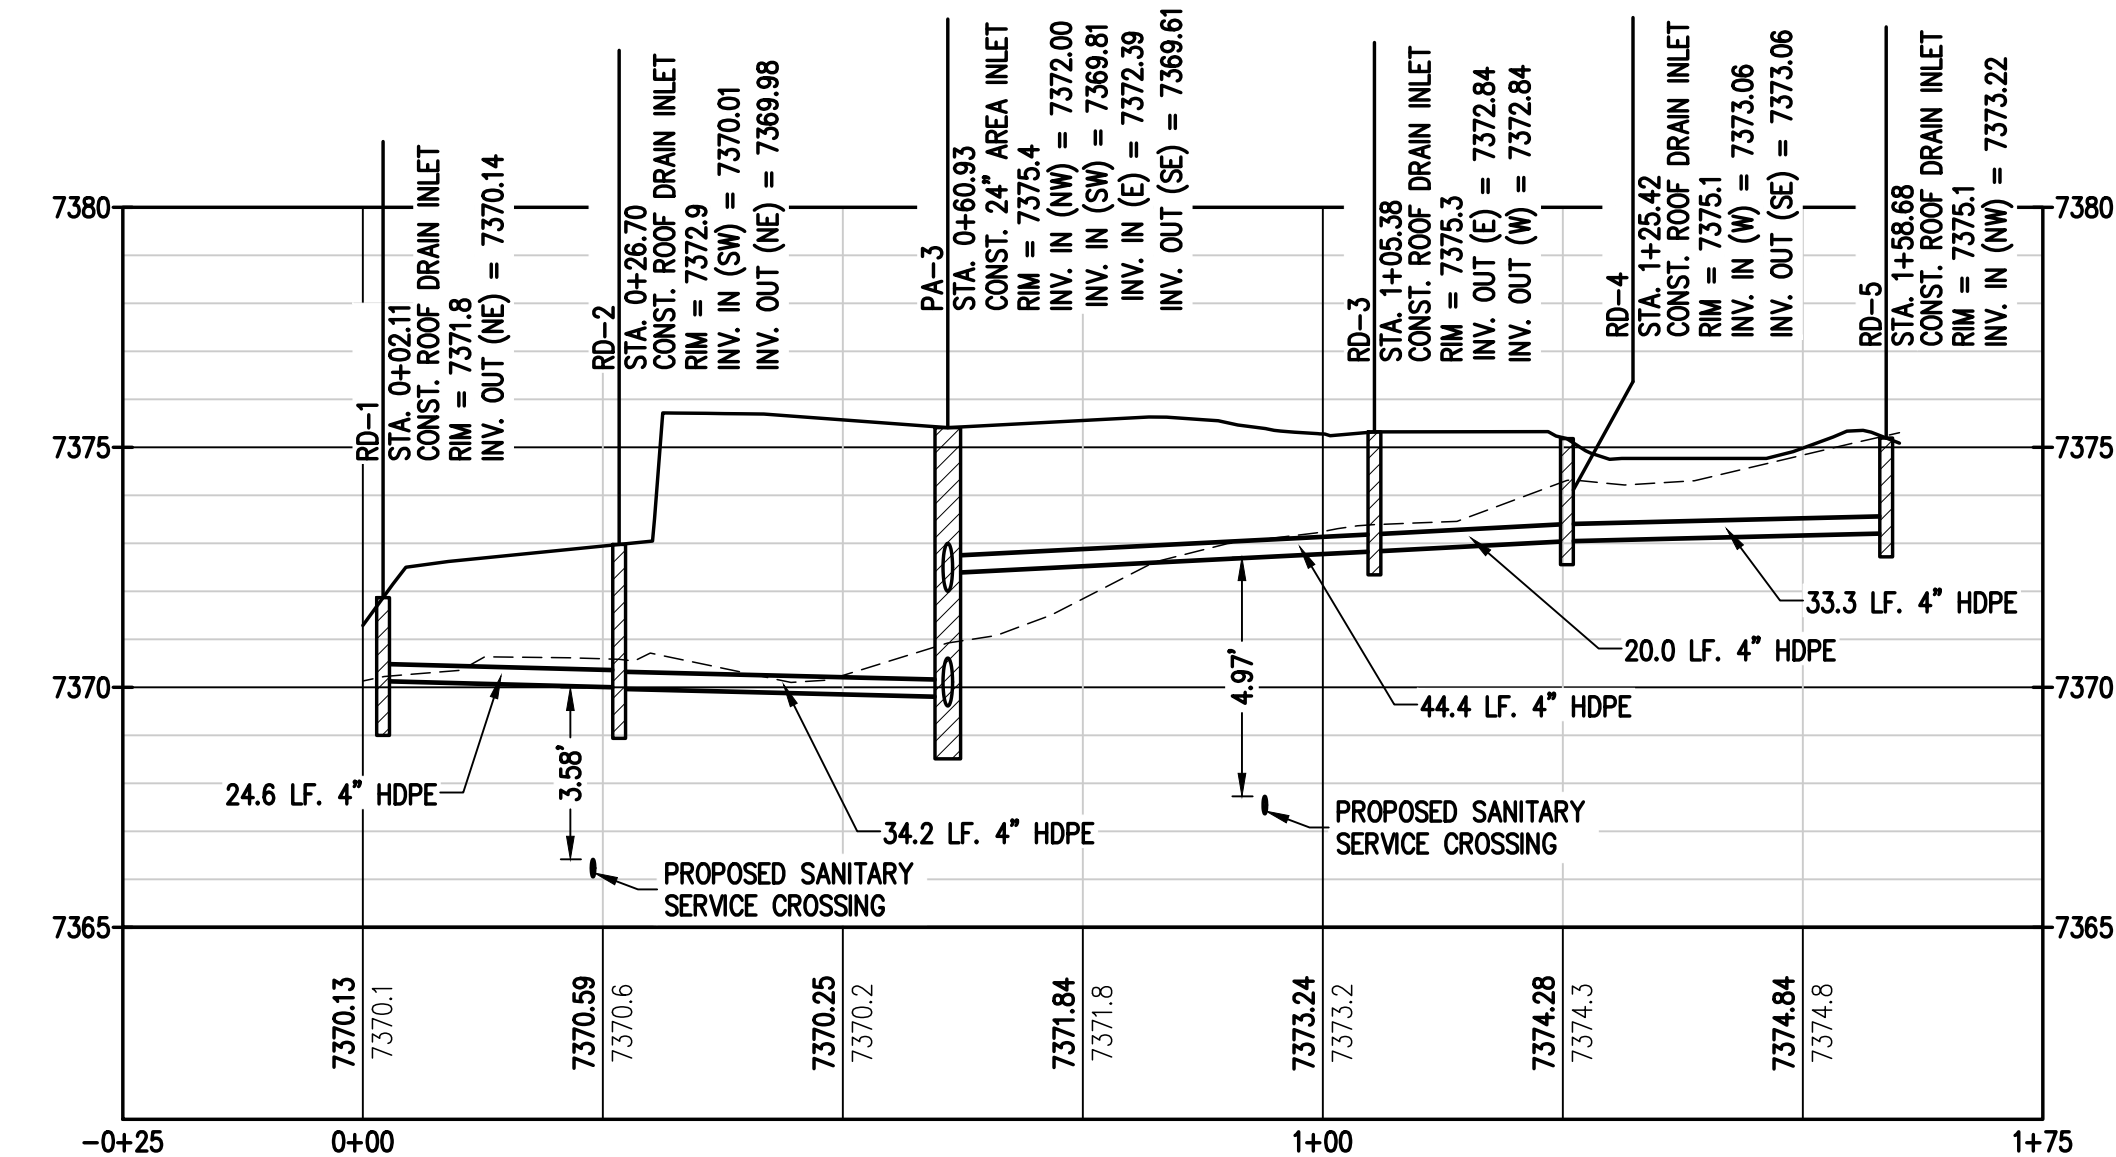 RD-1
STA. 0+02.11
CONST. ROOF DRAIN INLET
RIM = 7371.8
INV. OUT (NE) = 7370.14
RD-2
STA. 0+26.70
CONST. ROOF DRAIN INLET
RIM = 7372.9
INV. IN (SW) = 7370.01
INV. OUT (NE) = 7369.98
PA-3
STA. 0+60.93
CONST. 24" AREA INLET
RIM = 7375.4
INV. IN (NW) = 7372.00
INV. IN (SW) = 7369.81
INV. IN (E) = 7372.39
INV. OUT (SE) = 7369.61
RD-3
STA. 1+05.38
CONST. ROOF DRAIN INLET
RIM = 7375.3
INV. OUT (E) = 7372.84
INV. OUT (W) = 7372.84
RD-4
STA. 1+25.42
CONST. ROOF DRAIN INLET
RIM = 7375.1
INV. IN (W) = 7373.06
INV. OUT (SE) = 7373.06
RD-5
STA. 1+58.68
CONST. ROOF DRAIN INLET
RIM = 7375.1
INV. IN (NW) = 7373.22
7380
7380
7375
7375
7370
7370
7365
7365
24.6 LF. 4" HDPE
3.58'
34.2 LF. 4" HDPE
PROPOSED SANITARY
SERVICE CROSSING
4.97'
PROPOSED SANITARY
SERVICE CROSSING
44.4 LF. 4" HDPE
20.0 LF. 4" HDPE
33.3 LF. 4" HDPE
7370.13
7370.1
7370.59
7370.6
7370.25
7370.2
7371.84
7371.8
7373.24
7373.2
7374.28
7374.3
7374.84
7374.8
-0+25
0+00
1+00
1+75